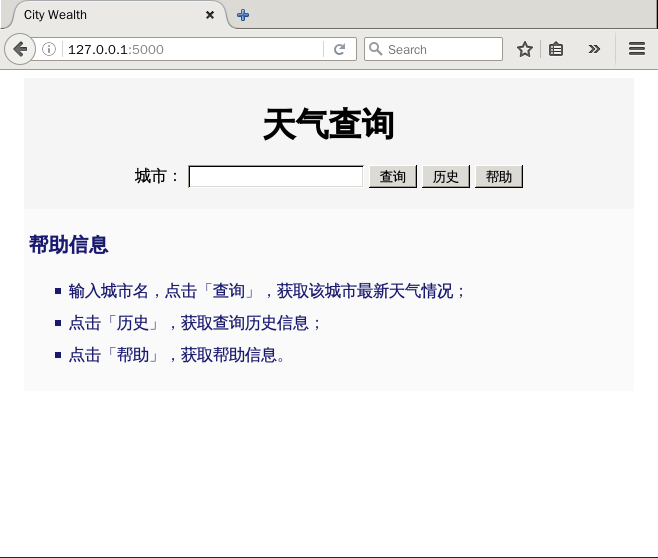 City Wealth
127.0.0.1:5000
Search
天气查询
城市： 查询 历史 帮助
帮助信息
输入城市名，点击「查询」，获取该城市最新天气情况；
点击「历史」，获取查询历史信息；
点击「帮助」，获取帮助信息。